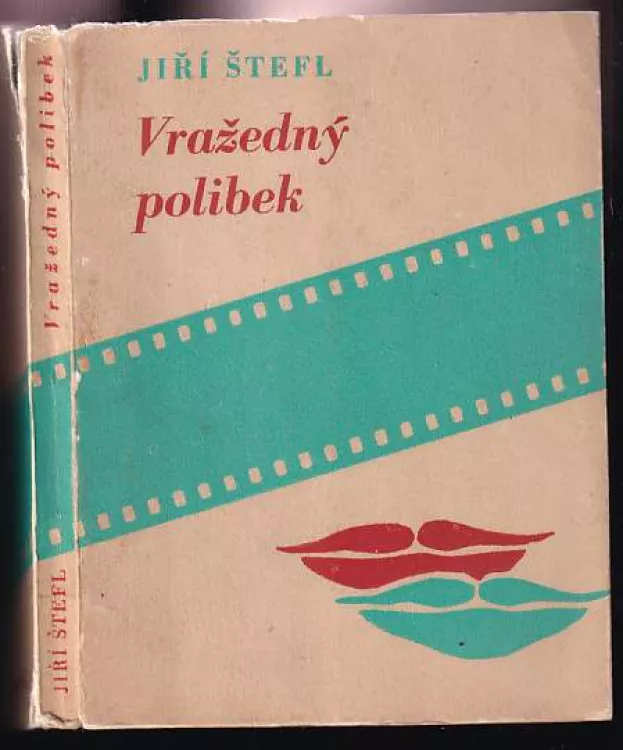 JIŘÍ ŠTEFL
Vražedný
polibek
Vražedný polibek
JIŘÍ ŠTEFL